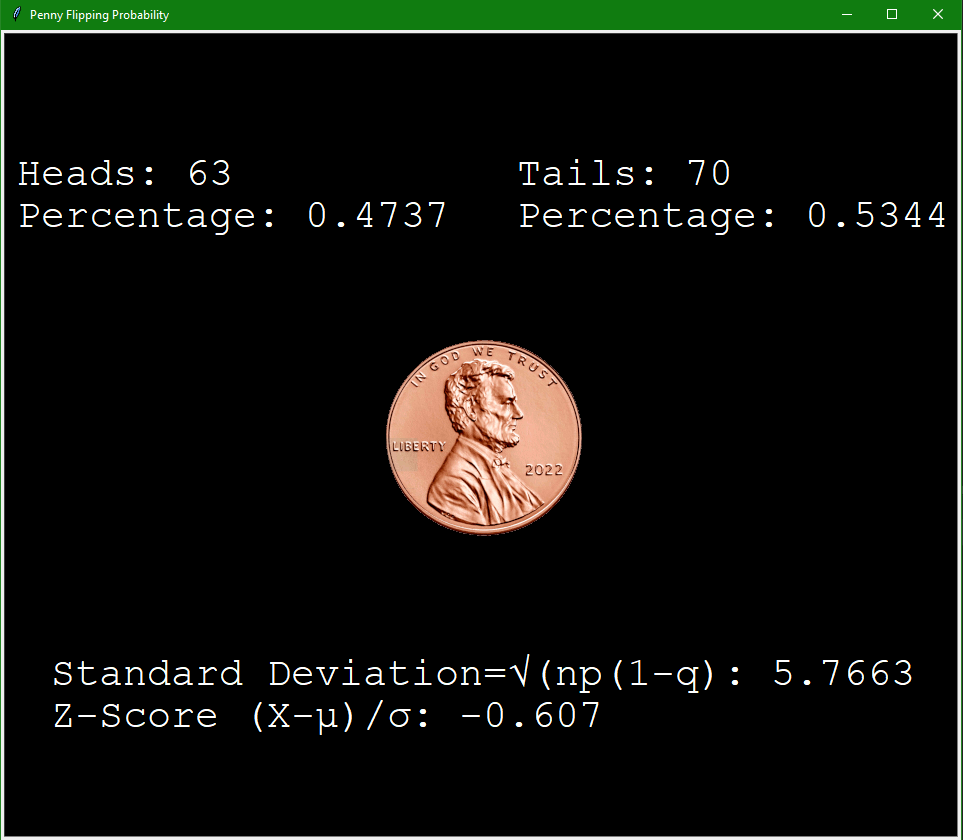 Penny Flipping Probability
Heads: 63
Percentage: 0.4737
Tails: 70
Percentage: 0.5344
IN GOD WE TRUST
LIBERTY
2022
Standard Deviation=√(np(1-q): 5.7663
Z-Score (X-μ)/σ: -0.607